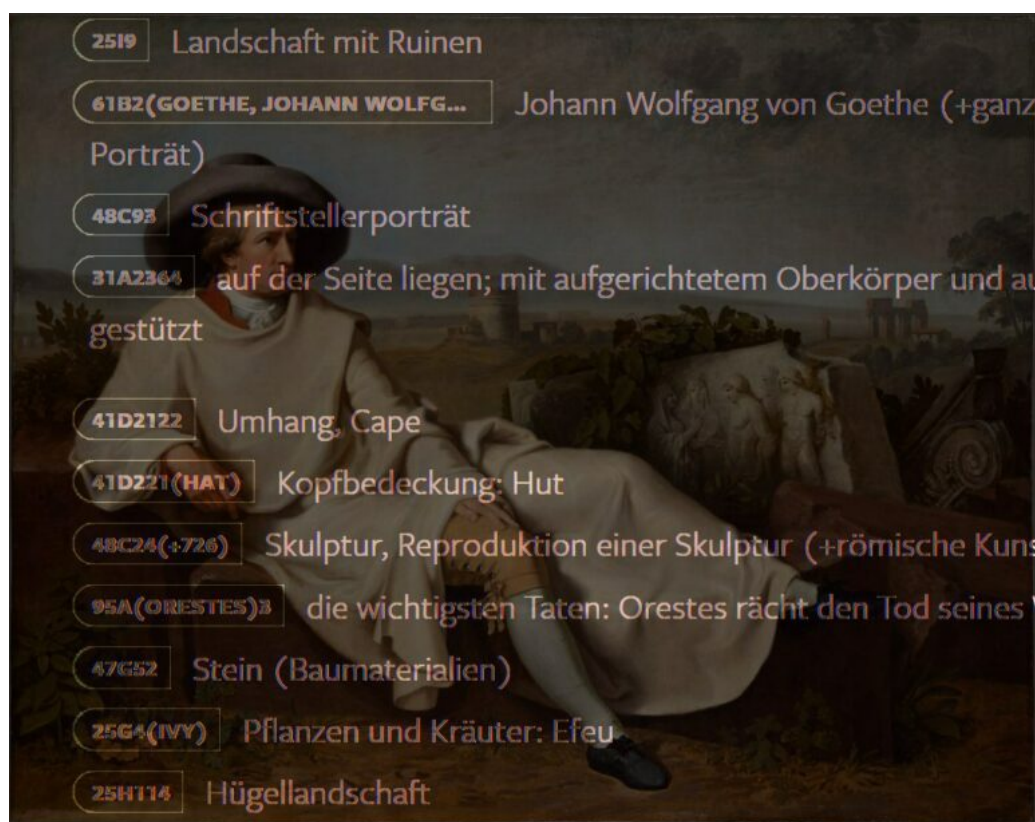 25I9 Landschaft mit Ruinen
61B2(GOETHE, JOHANN WOLFG... Johann Wolfgang von Goethe (+ganz
Porträt)
48C93 Schriftstellerporträt
31A2364 auf der Seite liegen; mit aufgerichtetem Oberkörper und au
gestützt
41D2122 Umhang, Cape
41D221(HAT) Kopfbedeckung: Hut
48C24(+726) Skulptur, Reproduktion einer Skulptur (+römische Kuns
95A(ORESTES)3 die wichtigsten Taten: Orestes rächt den Tod seines V
47G52 Stein (Baumaterialien)
25G4(IVY) Pflanzen und Kräuter: Efeu
25H114 Hügellandschaft